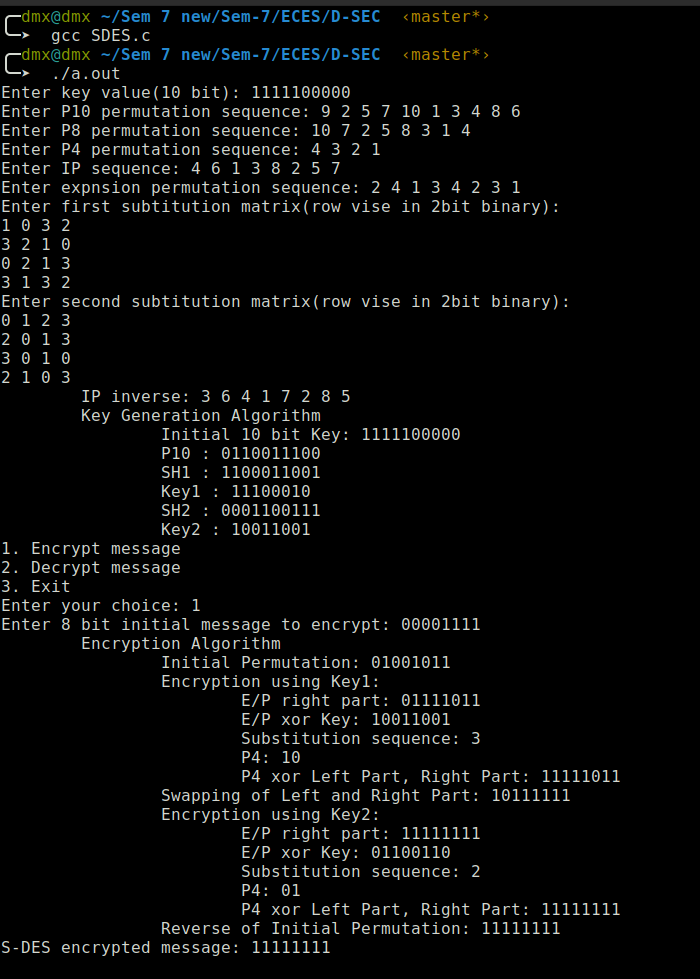 dmx@dmx ~/Sem 7 new/Sem-7/ECES/D-SEC ‹master*›
➤ gcc SDES.c
dmx@dmx ~/Sem 7 new/Sem-7/ECES/D-SEC ‹master*›
➤ ./a.out
Enter key value(10 bit): 1111100000
Enter P10 permutation sequence: 9 2 5 7 10 1 3 4 8 6
Enter P8 permutation sequence: 10 7 2 5 8 3 1 4
Enter P4 permutation sequence: 4 3 2 1
Enter IP sequence: 4 6 1 3 8 2 5 7
Enter expnsion permutation sequence: 2 4 1 3 4 2 3 1
Enter first subtitution matrix(row vise in 2bit binary):
1 0 3 2
3 2 1 0
0 2 1 3
3 1 3 2
Enter second subtitution matrix(row vise in 2bit binary):
0 1 2 3
2 0 1 3
3 0 1 0
2 1 0 3
IP inverse: 3 6 4 1 7 2 8 5
Key Generation Algorithm
Initial 10 bit Key: 1111100000
P10 : 0110011100
SH1 : 1100011001
Key1 : 11100010
SH2 : 0001100111
Key2 : 10011001
1. Encrypt message
2. Decrypt message
3. Exit
Enter your choice: 1
Enter 8 bit initial message to encrypt: 00001111
Encryption Algorithm
Initial Permutation: 01001011
Encryption using Key1:
E/P right part: 01111011
E/P xor Key: 10011001
Substitution sequence: 3
P4: 10
P4 xor Left Part, Right Part: 11111011
Swapping of Left and Right Part: 10111111
Encryption using Key2:
E/P right part: 11111111
E/P xor Key: 01100110
Substitution sequence: 2
P4: 01
P4 xor Left Part, Right Part: 11111111
Reverse of Initial Permutation: 11111111
S-DES encrypted message: 11111111